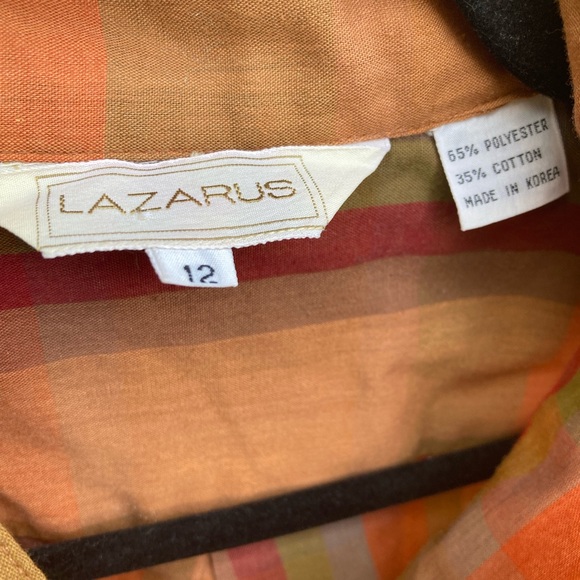 LAZARUS
12
65% POLYESTER
35% COTTON
MADE IN KOREA